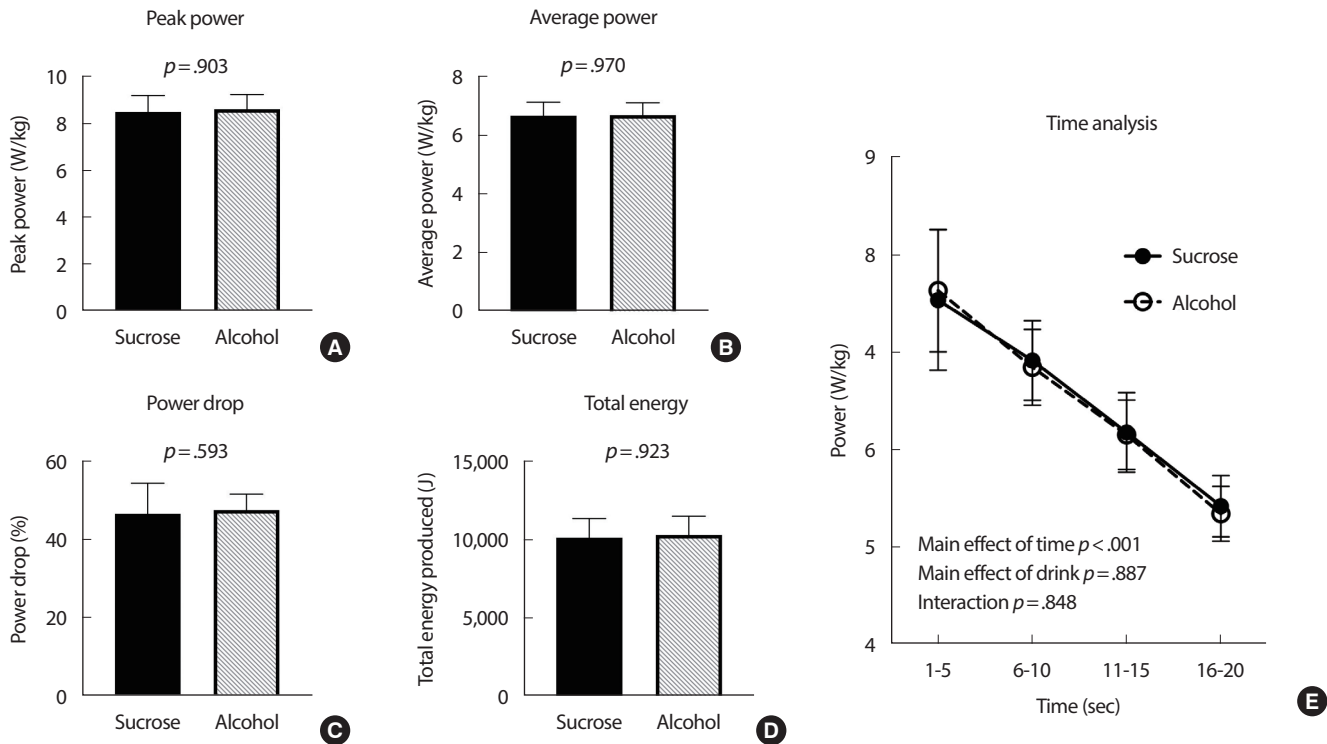 Peak power
p=.903
Peak power (W/kg)
10
8
6
4
2
0
Sucrose Alcohol
A
Average power
p=.970
Average power (W/kg)
8
6
4
2
0
Sucrose Alcohol
B
Power drop
p=.593
Power drop (%)
60
40
20
0
Sucrose Alcohol
C
Total energy
p=.923
Total energy produced (J)
15,000
10,000
5,000
0
Sucrose Alcohol
D
Time analysis
Power (W/kg)
9
8
4
6
5
4
Sucrose
Alcohol
Main effect of time p<.001
Main effect of drink p=.887
Interaction p=.848
1-5 6-10 11-15 16-20
Time (sec)
E